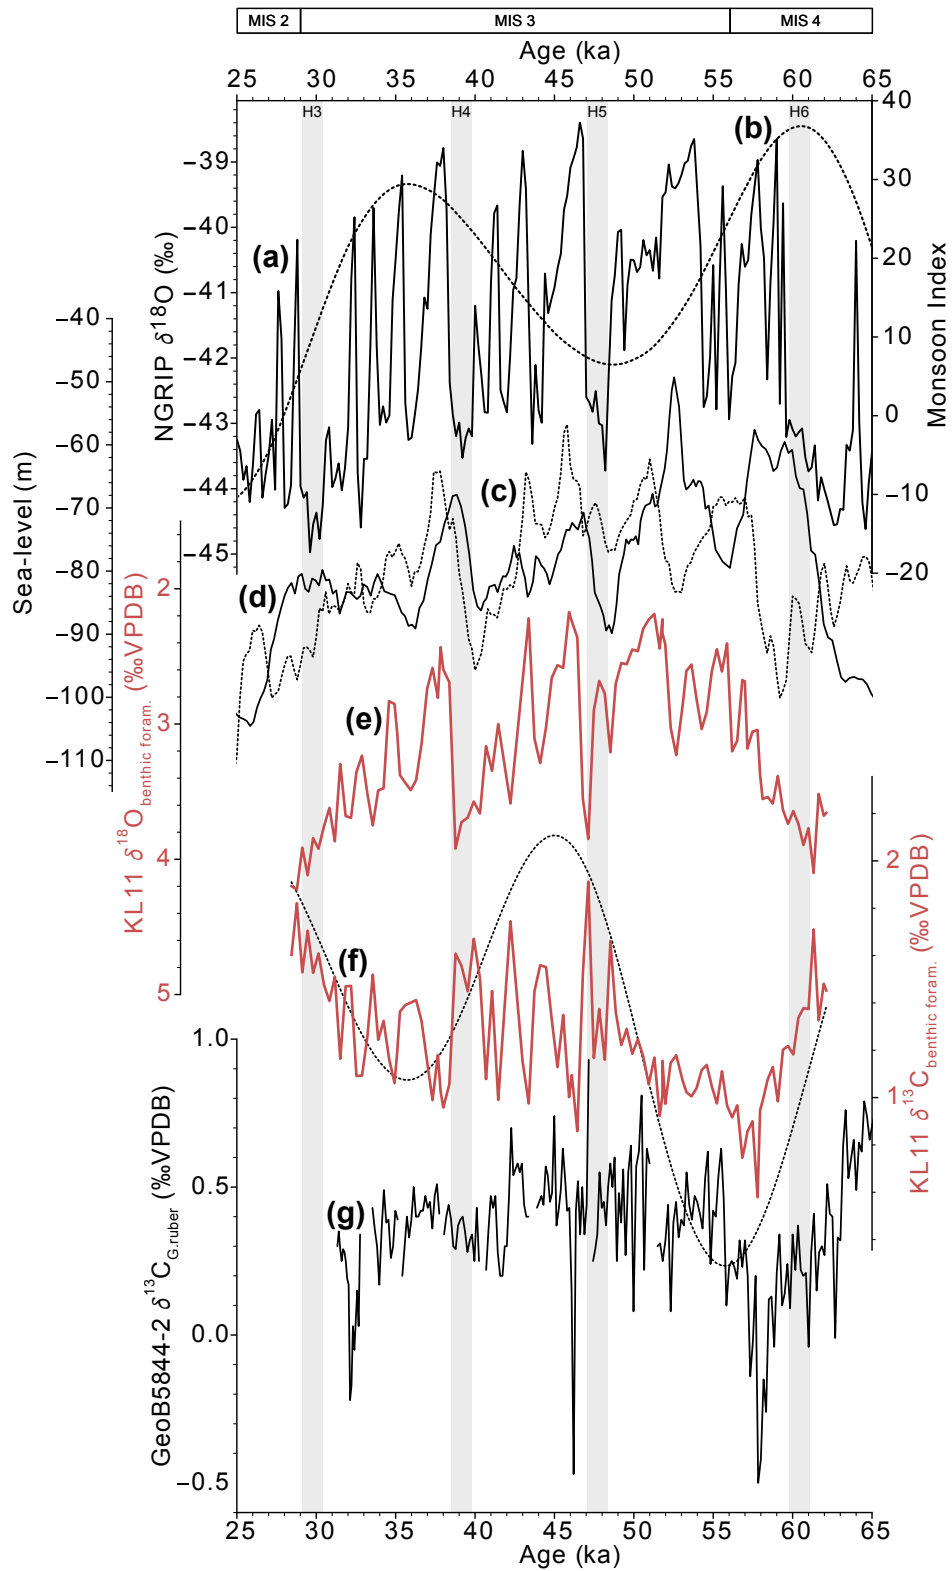 MIS 2 MIS 3 MIS 4
Age (ka)
25 30 35 40 45 50 55 60 65
H3 H4 H5 H6
(b)
40
30
20
10
0
−10
−20
Monsoon Index
−39
−40
−41
−42
−43
−44
−45
NGRIP δ18O (‰)
(a)
−40
−50
−60
−70
−80
−90
−100
−110
Sea-level (m)
(c)
(d)
2
3
4
5
KL11 δ18Obenthic foram. (‰VPDB)
(e)
(f)
2
1
KL11 δ13Cbenthic foram. (‰VPDB)
1.0
0.5
0.0
−0.5
GeoB5844-2 δ13CG.ruber (‰VPDB)
(g)
25 30 35 40 45 50 55 60 65
Age (ka)